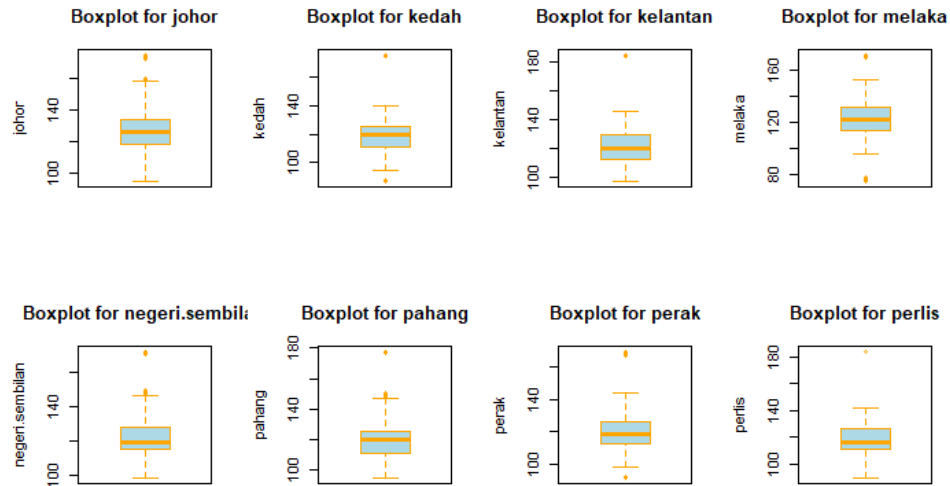 Boxplot for johor
johor
140
100
Boxplot for kedah
kedah
140
100
Boxplot for kelantan
kelantan
180
140
100
Boxplot for melaka
melaka
160
120
80
Boxplot for negeri.sembila
negeri.sembilan
140
100
Boxplot for pahang
pahang
180
140
100
Boxplot for perak
perak
140
100
Boxplot for perlis
perlis
180
140
100